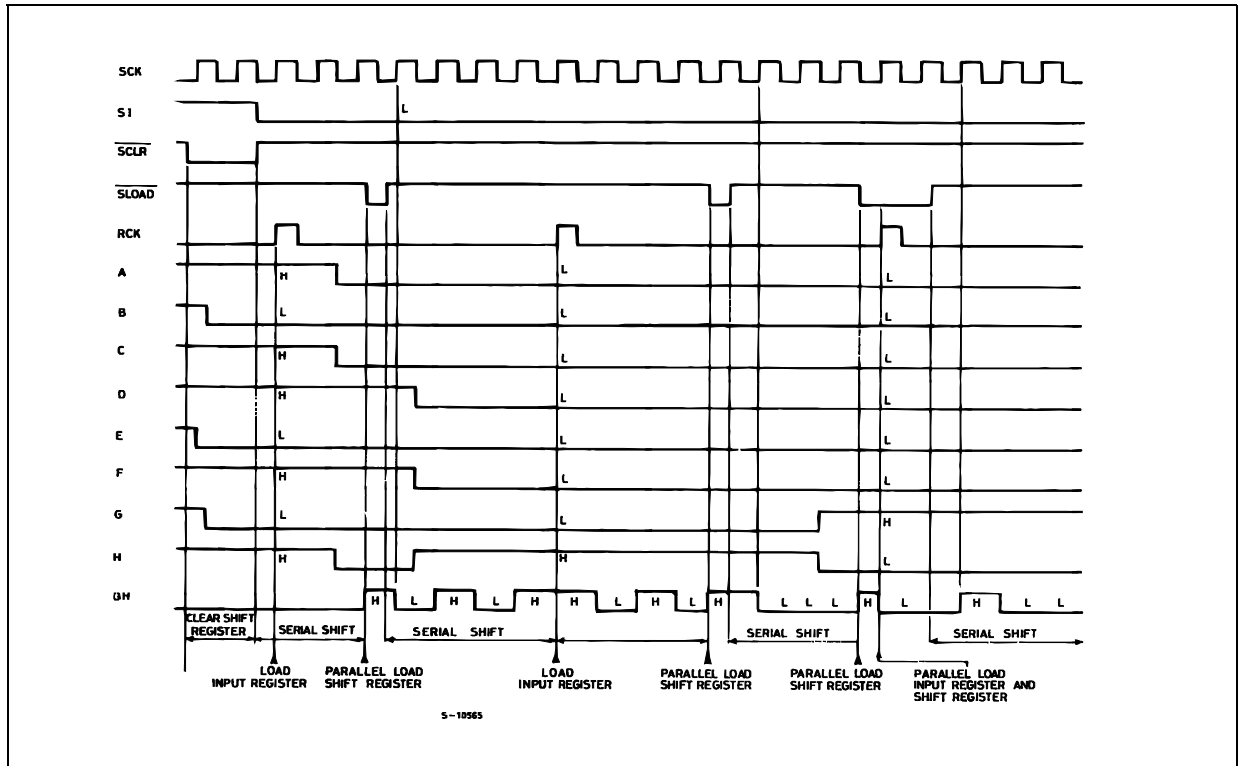 SCK
SI
L
SCLR
SLOAD
RCK
A
H L L
B
L L L
C
H L L
D
H L L
E
L L L
F
H L L
G
L L H
H
H H L
QH
H L H L H H L H L H L L L H L H L L
CLEAR SHIFT
REGISTER
SERIAL SHIFT
SERIAL SHIFT
SERIAL SHIFT
SERIAL SHIFT
LOAD
INPUT REGISTER
PARALLEL LOAD
SHIFT REGISTER
LOAD
INPUT REGISTER
PARALLEL LOAD
SHIFT REGISTER
PARALLEL LOAD
SHIFT REGISTER
PARALLEL LOAD
INPUT REGISTER AND
SHIFT REGISTER
S-10565